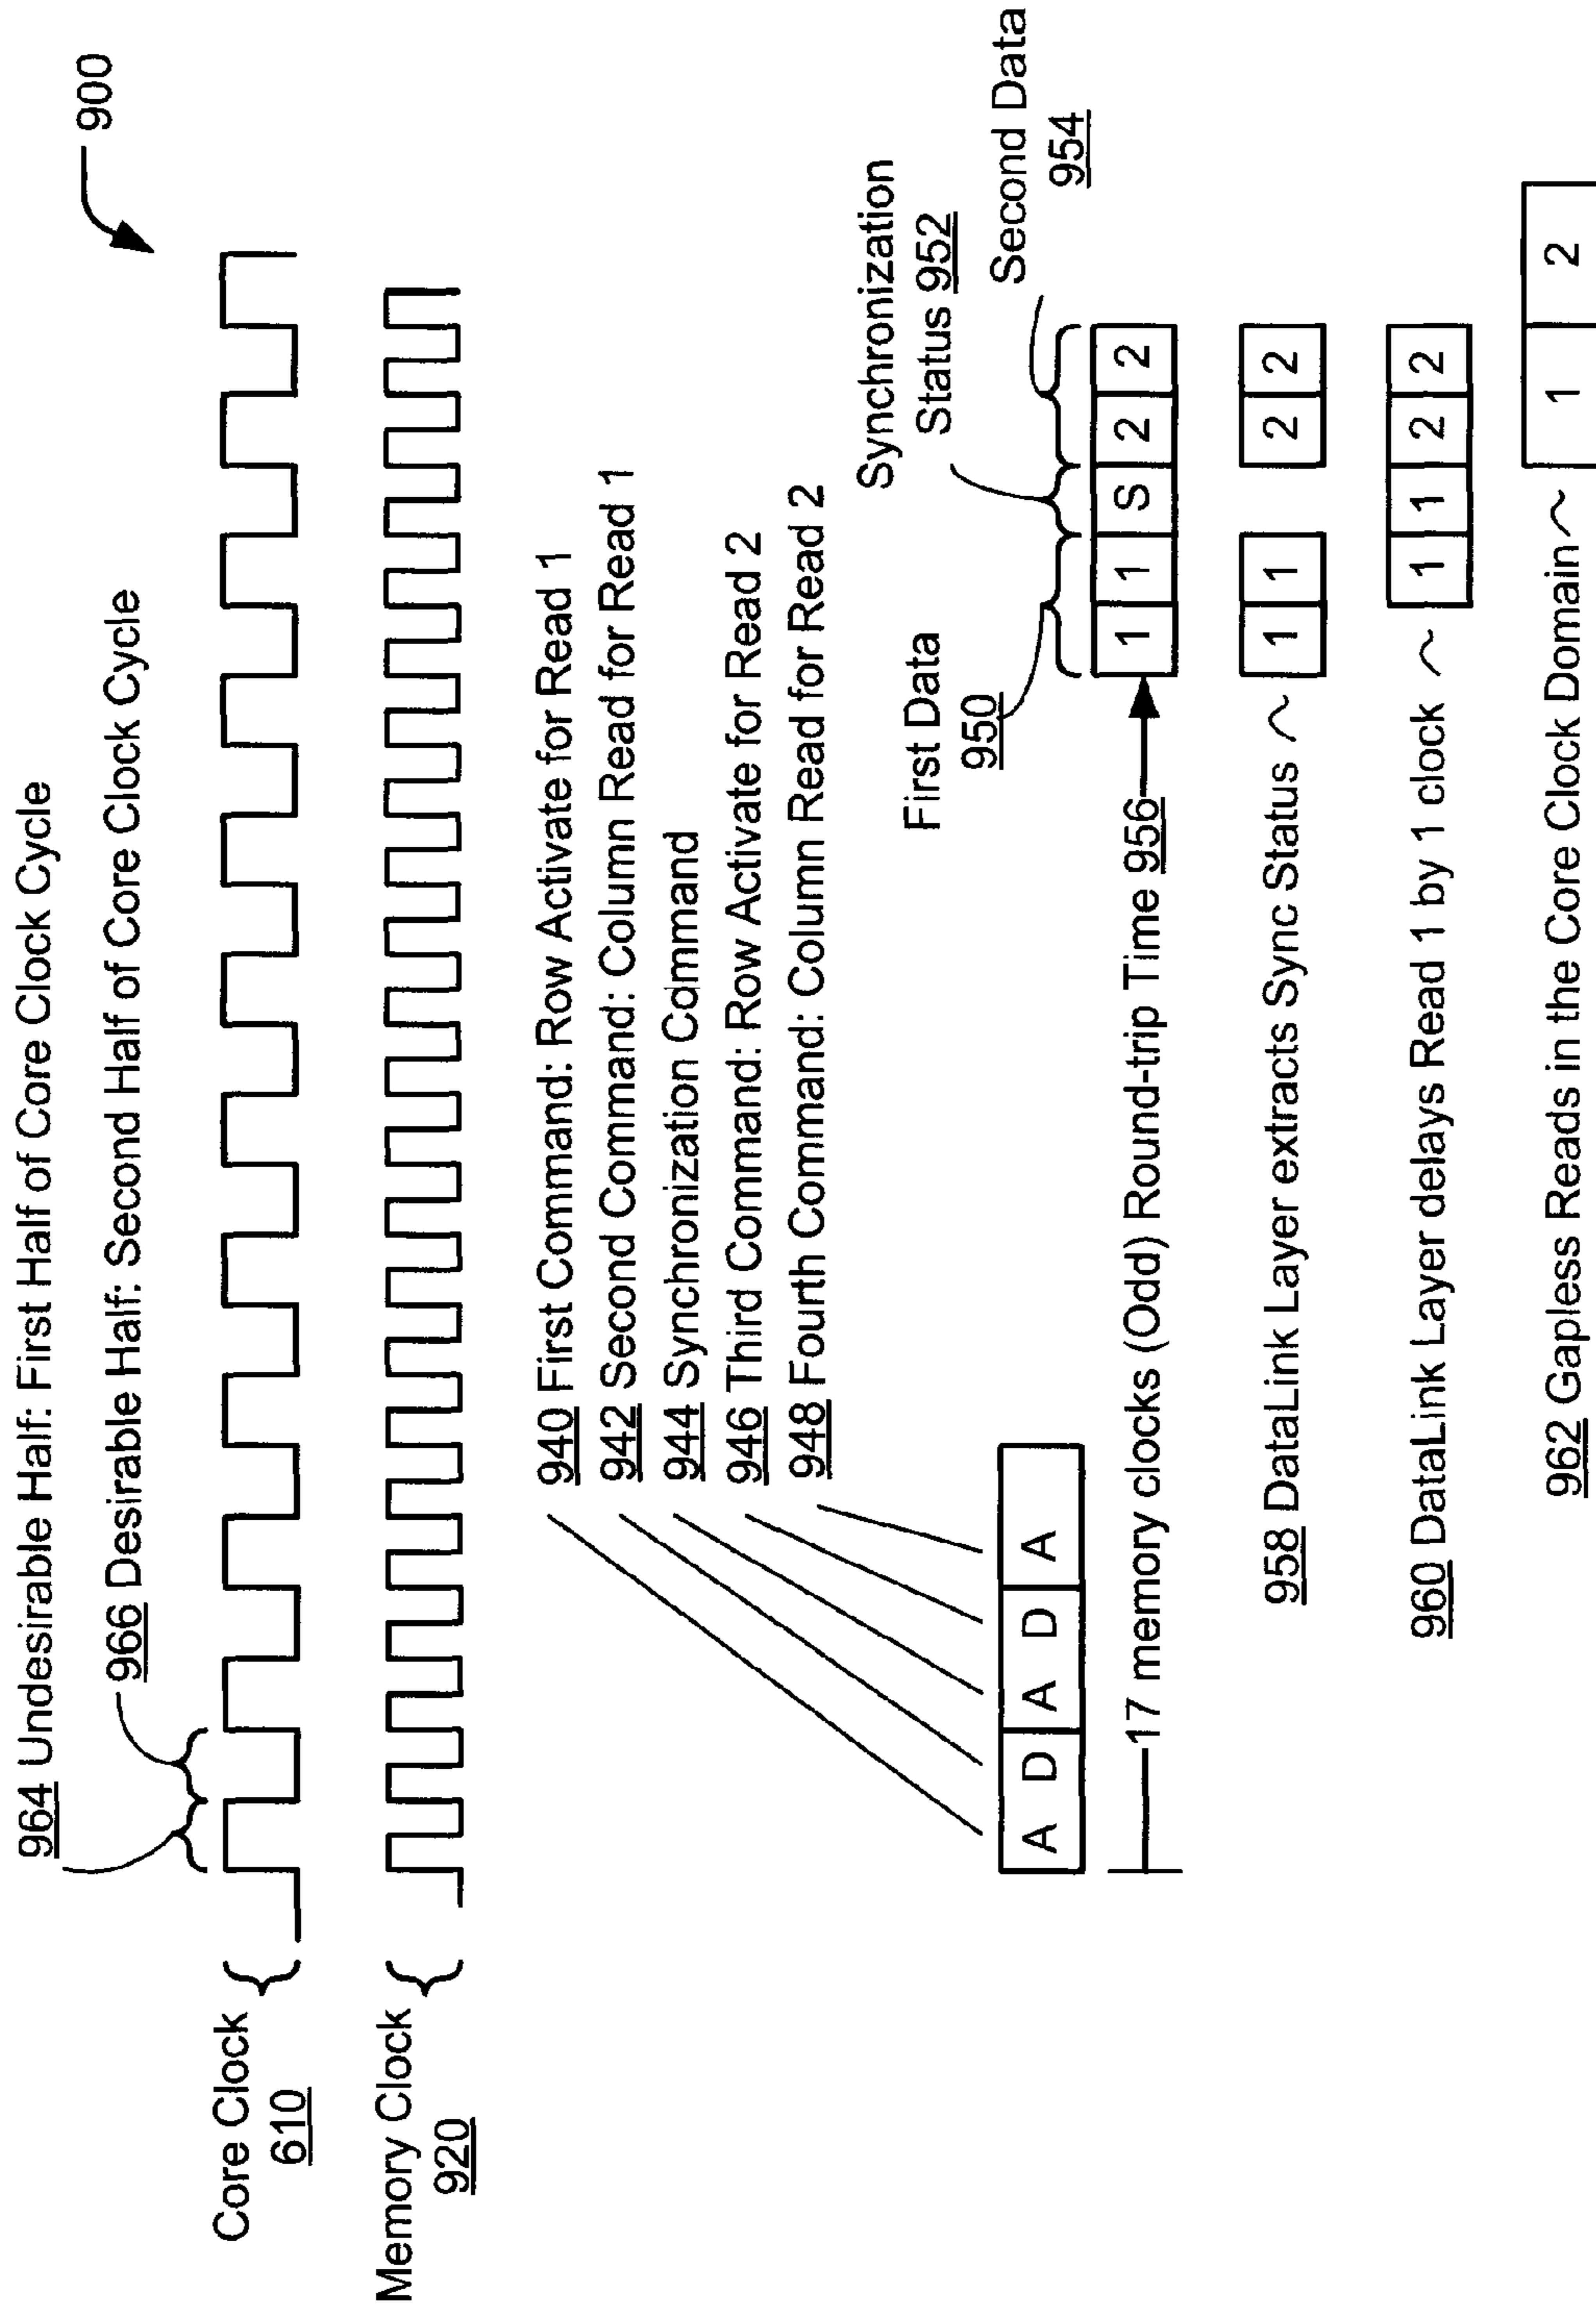 964 Undesirable Half: First Half of Core Clock Cycle
900
966 Desirable Half: Second Half of Core Clock Cycle
Core Clock
610
Memory Clock
920
940 First Command: Row Activate for Read 1
942 Second Command: Column Read for Read 1
944 Synchronization Command
946 Third Command: Row Activate for Read 2
948 Fourth Command: Column Read for Read 2
A D A D A
First Data
950
Synchronization
Status 952
Second Data
954
17 memory clocks (Odd) Round-trip Time 956
1 1 S 2 2
958 DataLink Layer extracts Sync Status
1 1 2 2
960 DataLink Layer delays Read 1 by 1 clock
1 1 2 2
962 Gapless Reads in the Core Clock Domain
1 2